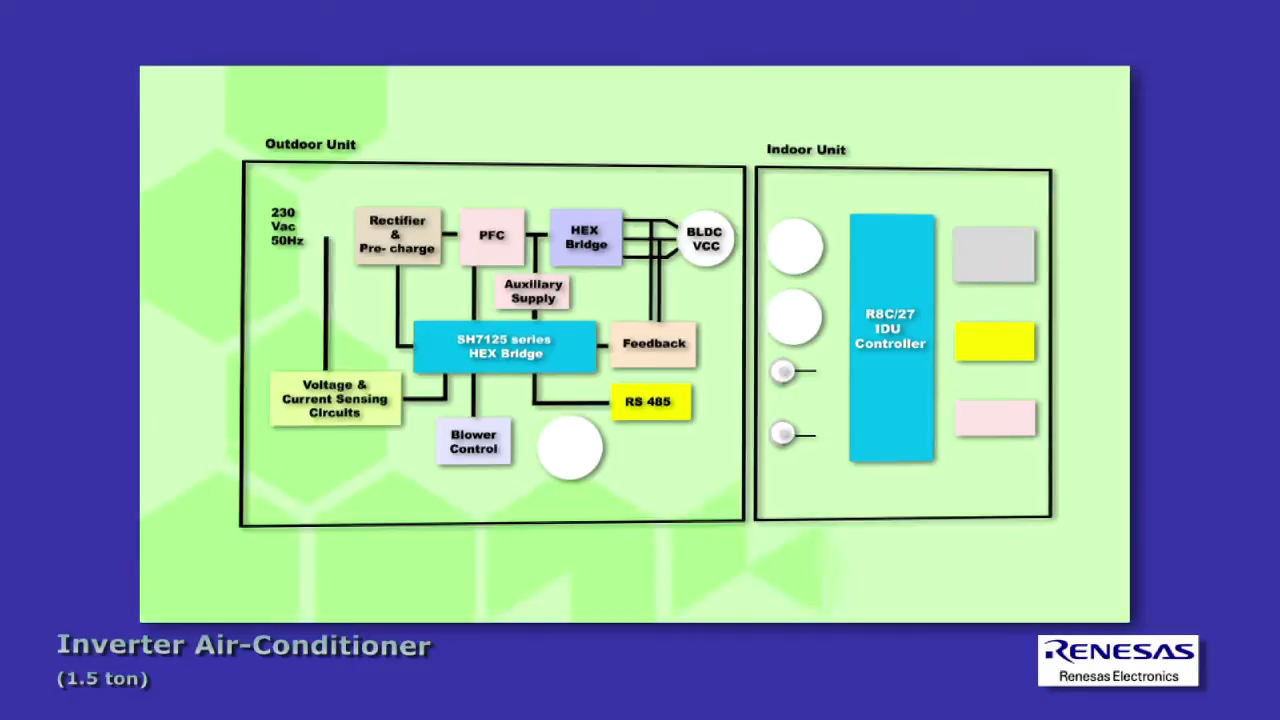 Outdoor Unit
Indoor Unit
230
Vac
50Hz
Rectifier
&
Pre- charge
PFC
HEX
Bridge
BLDC
VCC
Auxiliary
Supply
SH7125 series
HEX Bridge
Feedback
Voltage &
Current Sensing
Circuits
RS 485
Blower
Control
R8C/27
IDU
Controller
Inverter Air-Conditioner
(1.5 ton)
RENESAS
Renesas Electronics